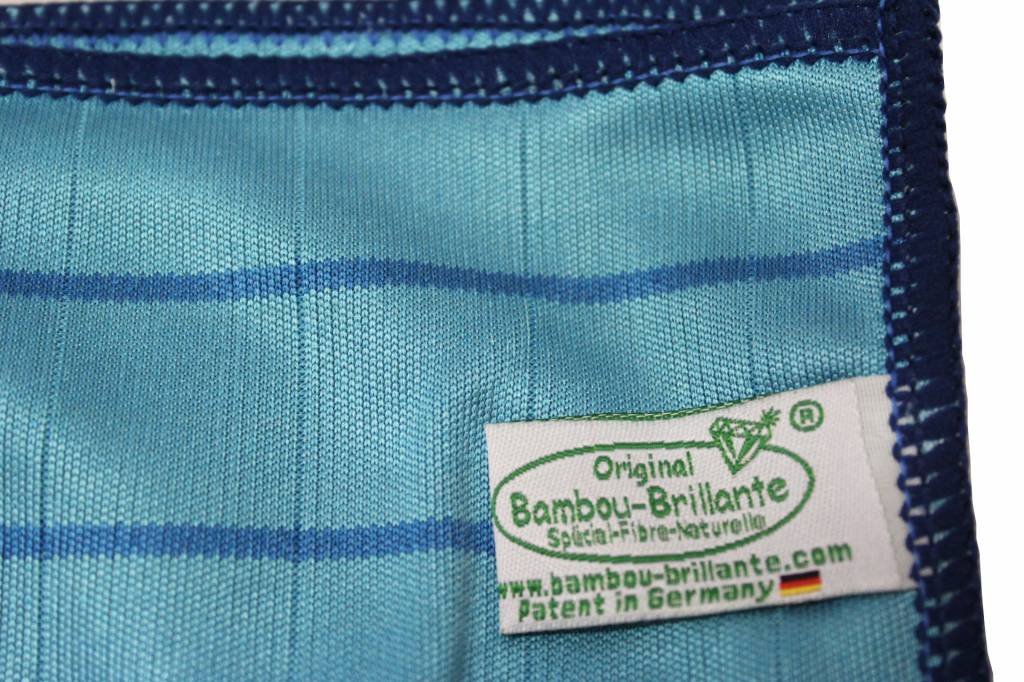 ®
Original
Bambou-Brillante
Spécial-Fibre-Naturelle
www.bambou-brillante.com
Patent in Germany